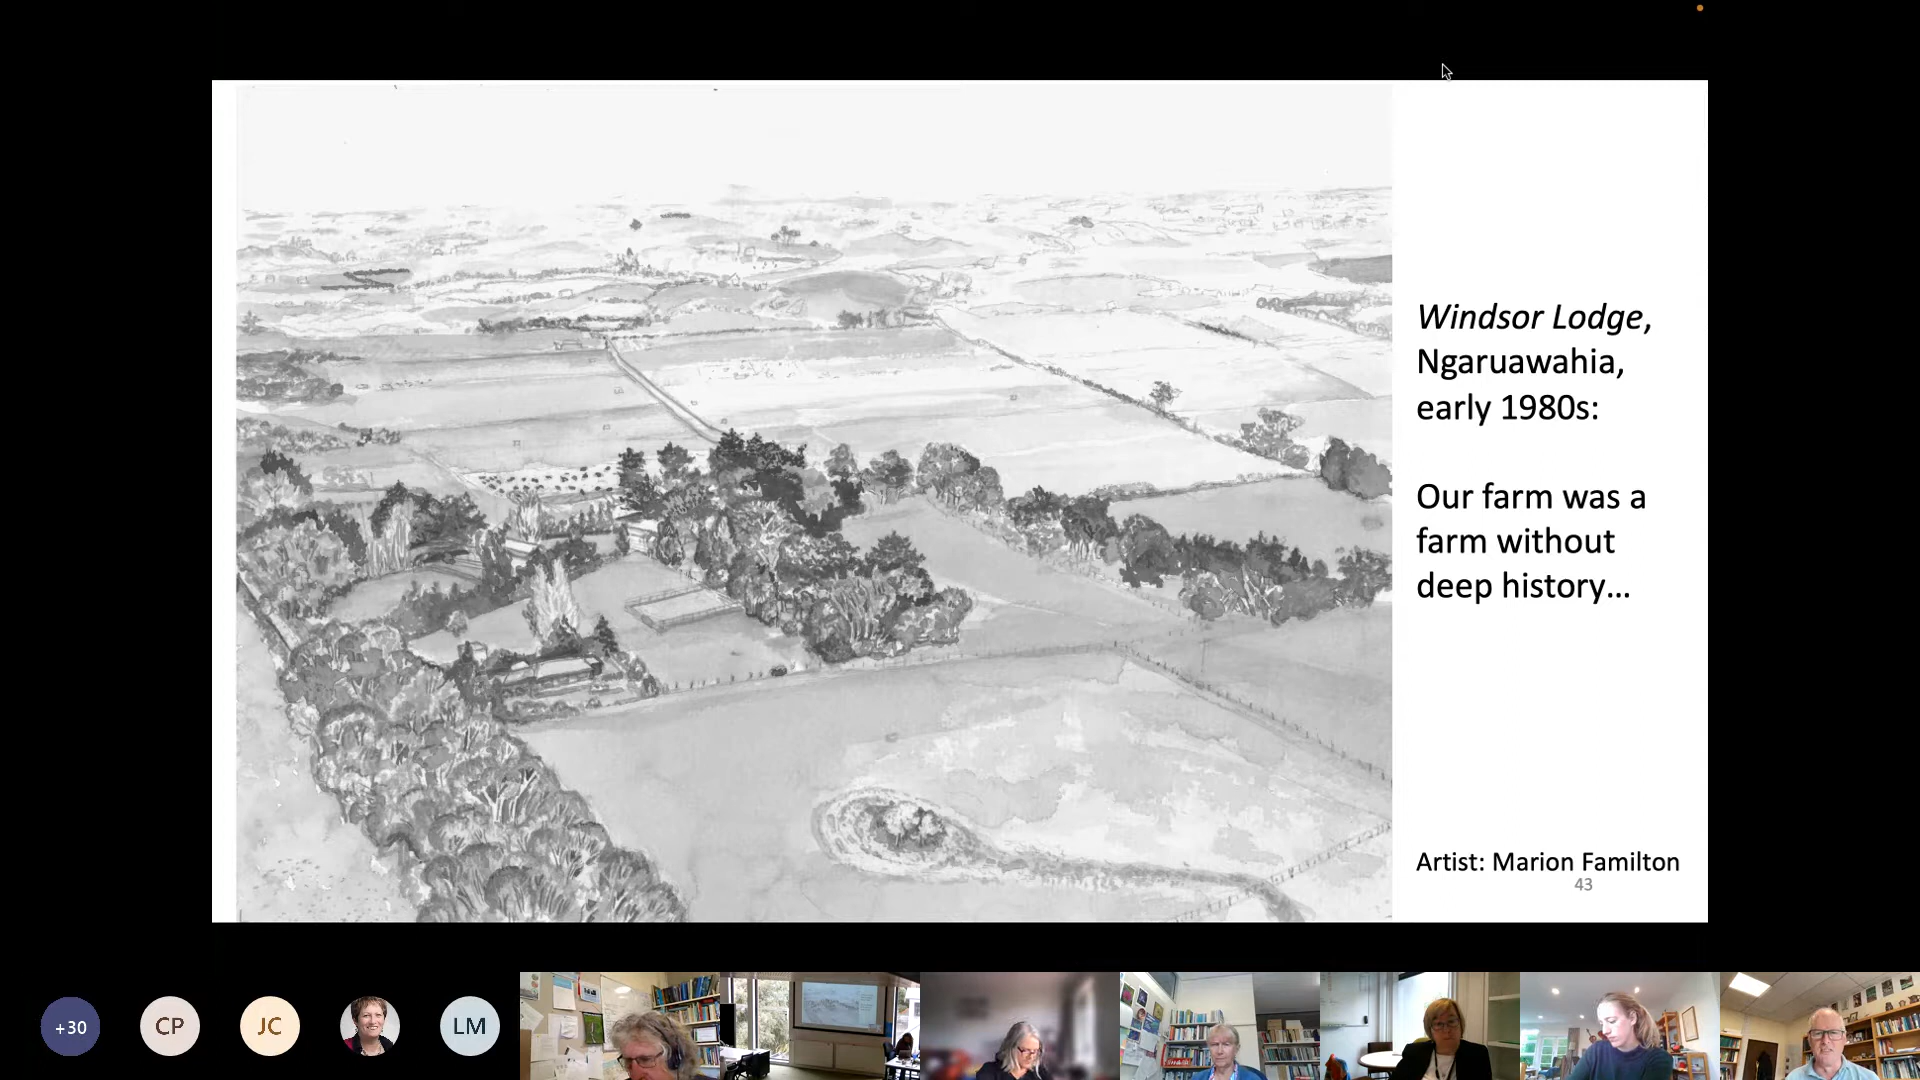 Windsor Lodge,
Ngaruawahia,
early 1980s:
Our farm was a
farm without
deep history...
Artist: Marion Familton
43
+30
CP
JC
LM